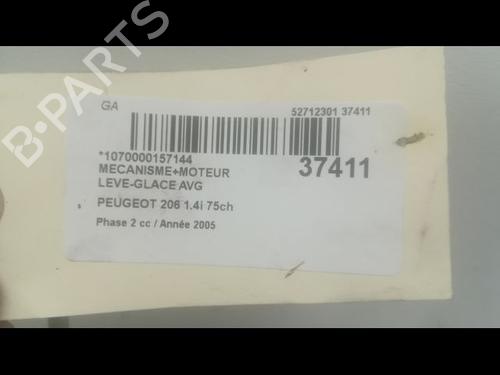 B-PARTS
GA
52712301 37411
*1070000157144
37411
MECANISME+MOTEUR
LEVE-GLACE AVG
PEUGEOT 206 1.4i 75ch
Phase 2 cc / Année 2005